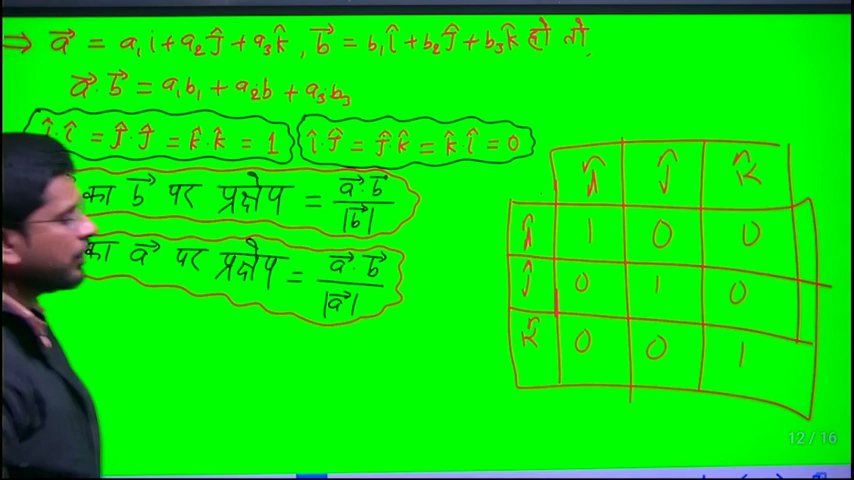 ⇒ a⃗ = a₁i + a₂ĵ + a₃k̂, b⃗ = b₁î + b₂ĵ + b₃k̂ हो तो,
a⃗·b⃗ = a₁b₁ + a₂b + a₃b₃
î·î = ĵ·ĵ = k̂·k̂ = 1 î·ĵ = ĵ·k̂ = k̂·î = 0
का b⃗ पर प्रक्षेप = a⃗·b⃗ / |b⃗|
का a⃗ पर प्रक्षेप = a⃗·b⃗ / |a⃗|
î ĵ k̂
î 1 0 0
ĵ 0 1 0
k̂ 0 0 1
12 / 16